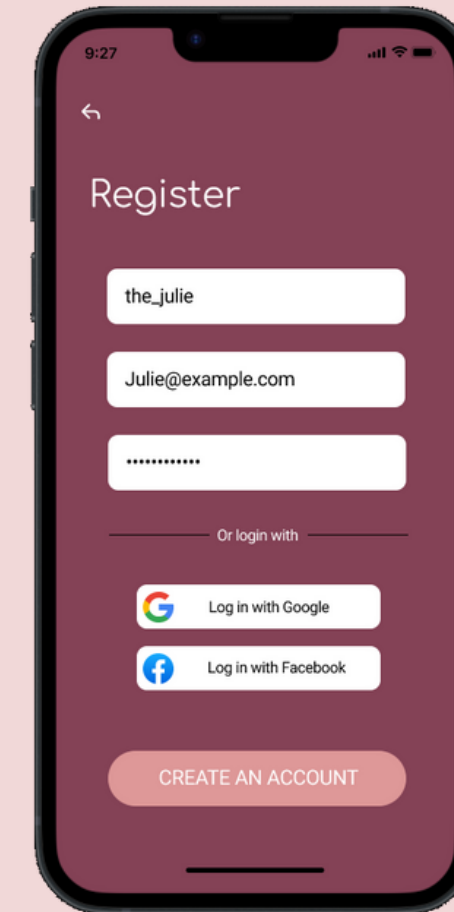 9:27
Register
the_julie
Julie@example.com
••••••••••••
Or login with
Log in with Google
Log in with Facebook
CREATE AN ACCOUNT